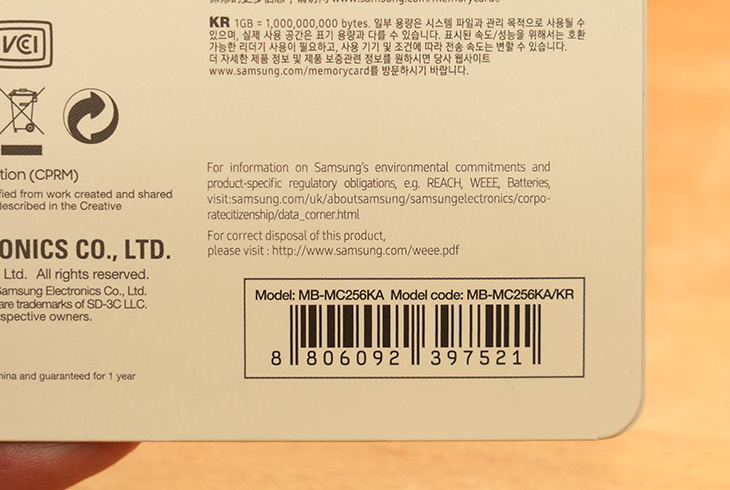 www.samsung.com/memorycard.
KR 1GB = 1,000,000,000 bytes. 일부 용량은 시스템 파일과 관리 목적으로 사용될 수
있으며, 실제 사용 공간은 표기 용량과 다를 수 있습니다. 표시된 속도/성능을 위해서는 호환
가능한 리더기 사용이 필요하고, 사용 기기 및 조건에 따라 전송 속도는 변할 수 있습니다.
더 자세한 제품 정보 및 제품 보증관련 정보를 원하시면 당사 웹사이트
www.samsung.com/memorycard를 방문하시기 바랍니다.
VCCI
tion (CPRM)
fied from work created and shared
described in the Creative
For information on Samsung's environmental commitments and
product-specific regulatory obligations, e.g. REACH, WEEE, Batteries,
visit:samsung.com/uk/aboutsamsung/samsungelectronics/corpo-
ratecitizenship/data_corner.html
For correct disposal of this product,
please visit : http://www.samsung.com/weee.pdf
ONICS CO., LTD.
Ltd. All rights reserved.
Samsung Electronics Co., Ltd.
are trademarks of SD-3C LLC.
spective owners.
hina and guaranteed for 1 year
Model: MB-MC256KA Model code: MB-MC256KA/KR
8 806092 397521